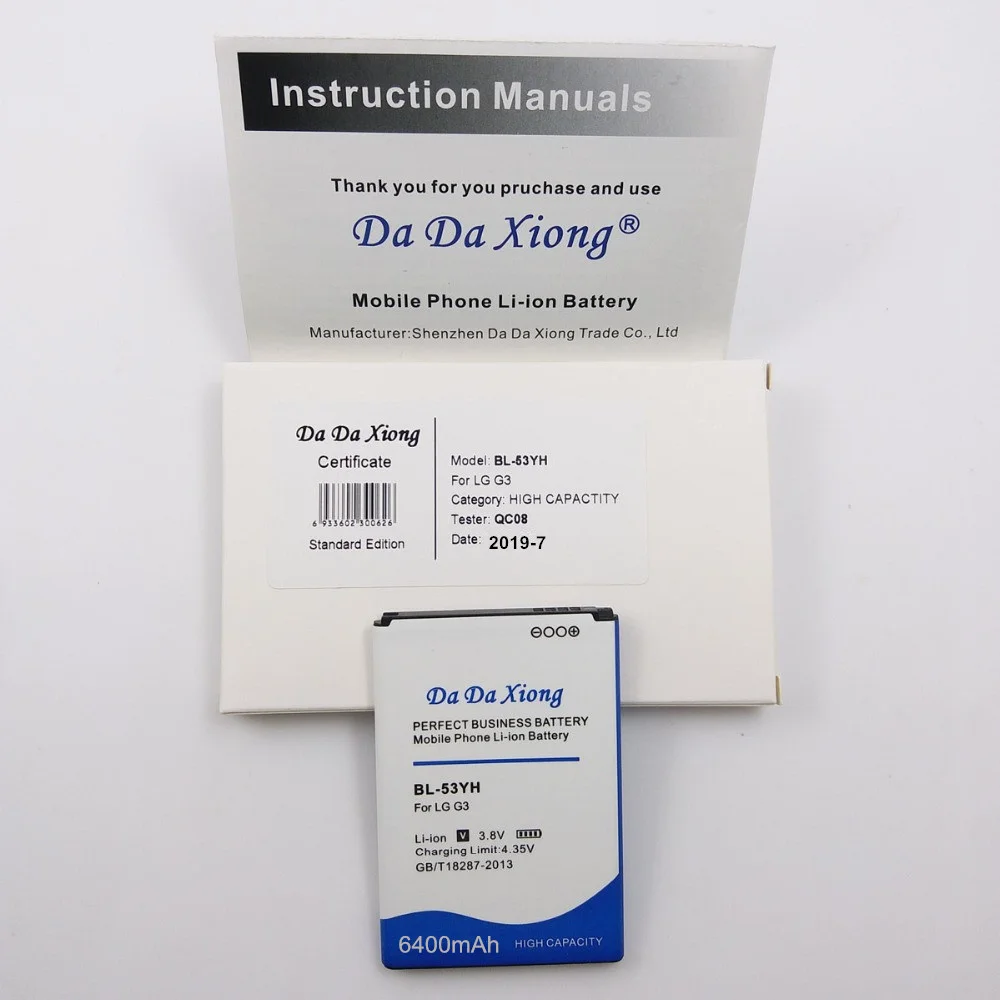 Instruction Manuals
Thank you for you pruchase and use
Da Da Xiong®
Mobile Phone Li-ion Battery
Manufacturer:Shenzhen Da Da Xiong Trade Co., Ltd
Da Da Xiong
Certificate
6 933602 300626
Standard Edition
Model: BL-53YH
For LG G3
Category: HIGH CAPACTITY
Tester: QC08
Date: 2019-7
Da Da Xiong
PERFECT BUSINESS BATTERY
Mobile Phone Li-ion Battery
BL-53YH
For LG G3
Li-ion V 3.8V
Charging Limit:4.35V
GB/T18287-2013
6400mAh HIGH CAPACITY